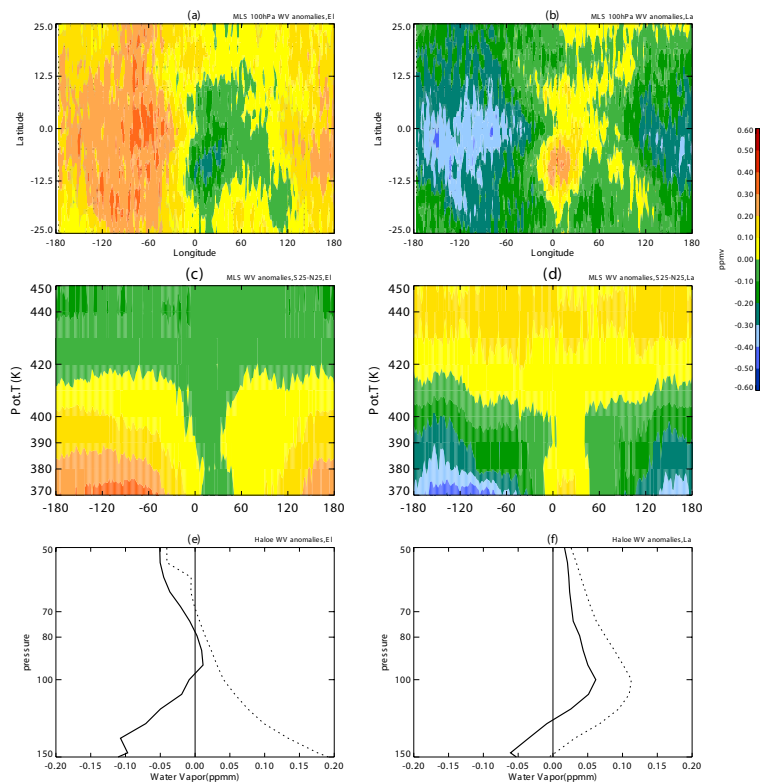 (a) MLS 100hPa WV anomalies,El
(b) MLS 100hPa WV anomalies,La
25.0
12.5
0.0
-12.5
-25.0
Latitude
-180 -120 -60 0 60 120 180
Longitude
25.0
12.5
0.0
-12.5
-25.0
Latitude
-180 -120 -60 0 60 120 180
Longitude
0.60
0.50
0.40
0.30
0.20
0.10
0.00
-0.10
-0.20
-0.30
-0.40
-0.50
-0.60
ppmv
(c) MLS WV anomalies,S25-N25,El
(d) MLS WV anomalies,S25-N25,La
450
440
420
400
390
380
370
Pot.T (K)
-180 -120 -60 0 60 120 180
450
440
420
400
390
380
370
Pot.T (K)
-180 -120 -60 0 60 120 180
(e) Haloe WV anomalies,El
(f) Haloe WV anomalies,La
50
70
80
100
150
pressure
-0.20 -0.15 -0.10 -0.05 0.00 0.05 0.10 0.15 0.20
Water Vapor(ppmm)
50
70
80
100
150
pressure
-0.20 -0.15 -0.10 -0.05 0.00 0.05 0.10 0.15 0.20
Water Vapor(ppmm)